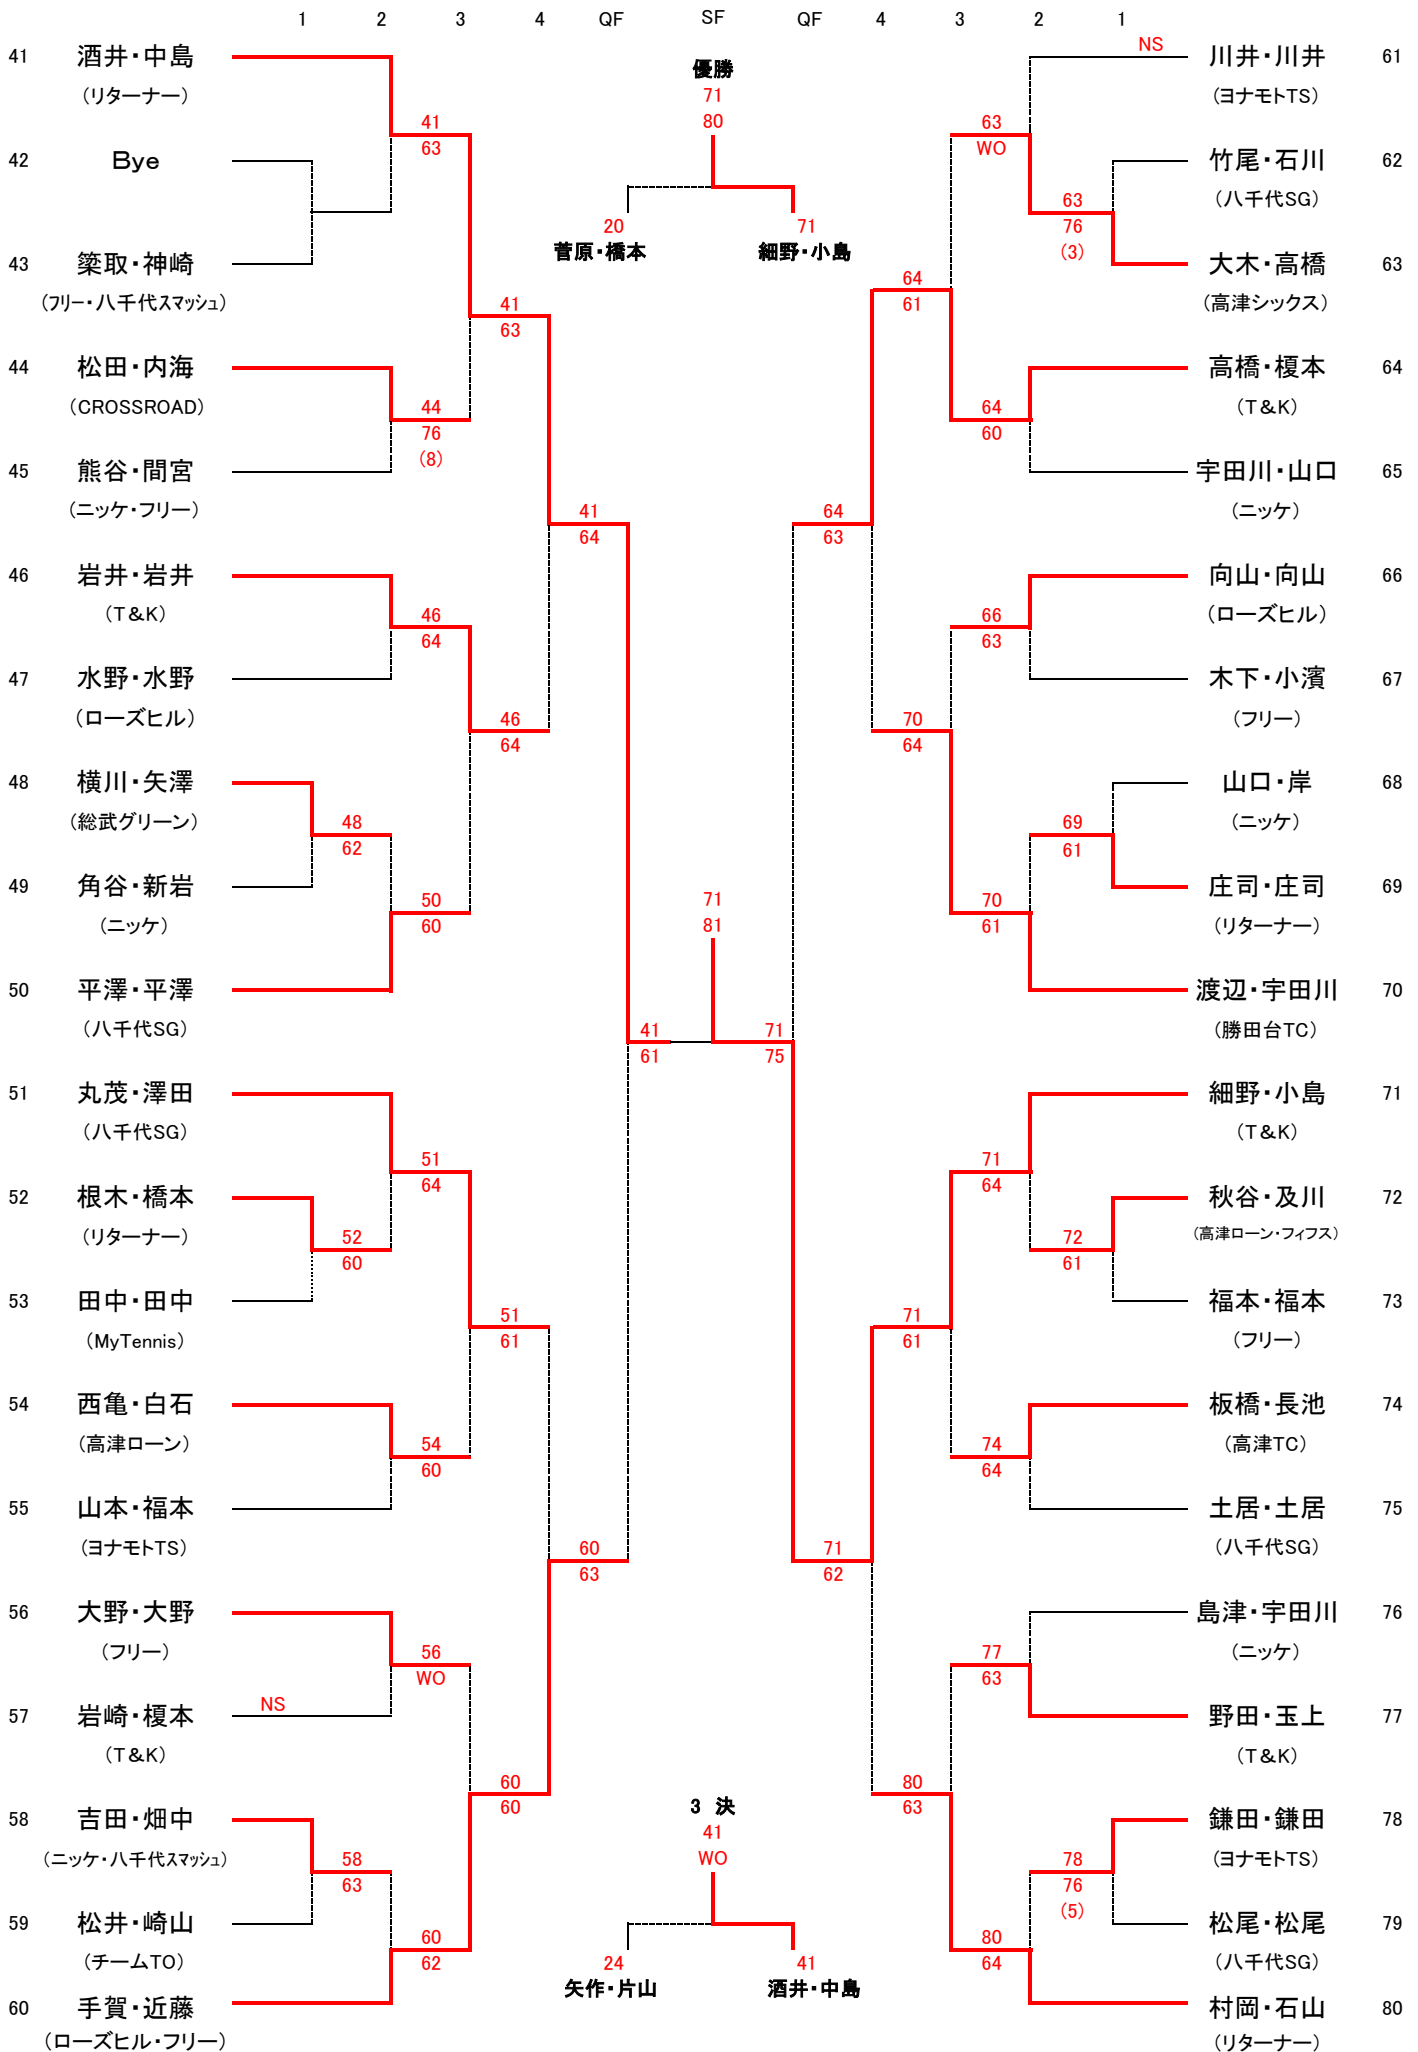 1 2 3 4 QF SF QF 4 3 2 1
41 酒井・中島
(リターナー)
42 Bye
43 簗取・神崎
(フリー・八千代スマッシュ)
44 松田・内海
(CROSSROAD)
45 熊谷・間宮
(ニッケ・フリー)
46 岩井・岩井
(T&K)
47 水野・水野
(ローズヒル)
48 横川・矢澤
(総武グリーン)
49 角谷・新岩
(ニッケ)
50 平澤・平澤
(八千代SG)
51 丸茂・澤田
(八千代SG)
52 根木・橋本
(リターナー)
53 田中・田中
(MyTennis)
54 西亀・白石
(高津ローン)
55 山本・福本
(ヨナモトTS)
56 大野・大野
(フリー)
57 岩崎・榎本
(T&K)
NS
58 吉田・畑中
(ニッケ・八千代スマッシュ)
59 松井・崎山
(チームTO)
60 手賀・近藤
(ローズヒル・フリー)
48
62
52
60
58
63
41
63
44
76
(8)
46
64
50
60
51
64
54
60
56
WO
60
62
41
63
46
64
51
61
60
60
41
64
60
63
41
61
優勝
71
80
20
菅原・橋本
71
細野・小島
71
81
3 決
41
WO
24
矢作・片山
41
酒井・中島
71
75
64
63
71
62
64
61
70
64
71
61
80
63
63
WO
64
60
66
63
70
61
71
64
74
64
77
63
80
64
63
76
(3)
69
61
72
61
78
76
(5)
NS
川井・川井 61
(ヨナモトTS)
竹尾・石川 62
(八千代SG)
大木・高橋 63
(高津シックス)
高橋・榎本 64
(T&K)
宇田川・山口 65
(ニッケ)
向山・向山 66
(ローズヒル)
木下・小濱 67
(フリー)
山口・岸 68
(ニッケ)
庄司・庄司 69
(リターナー)
渡辺・宇田川 70
(勝田台TC)
細野・小島 71
(T&K)
秋谷・及川 72
(高津ローン・フィフス)
福本・福本 73
(フリー)
板橋・長池 74
(高津TC)
土居・土居 75
(八千代SG)
島津・宇田川 76
(ニッケ)
野田・玉上 77
(T&K)
鎌田・鎌田 78
(ヨナモトTS)
松尾・松尾 79
(八千代SG)
村岡・石山 80
(リターナー)